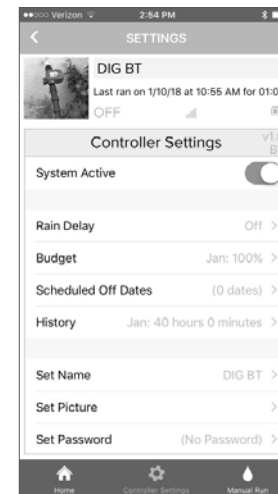 Verizon 2:54 PM
SETTINGS
DIG BT
Last ran on 1/10/18 at 10:55 AM for 01:0
OFF
Controller Settings v1.
B
System Active
Rain Delay Off
Budget Jan: 100%
Scheduled Off Dates (0 dates)
History Jan: 40 hours 0 minutes
Set Name DIG BT
Set Picture
Set Password (No Password)
Home Controller Settings Manual Run